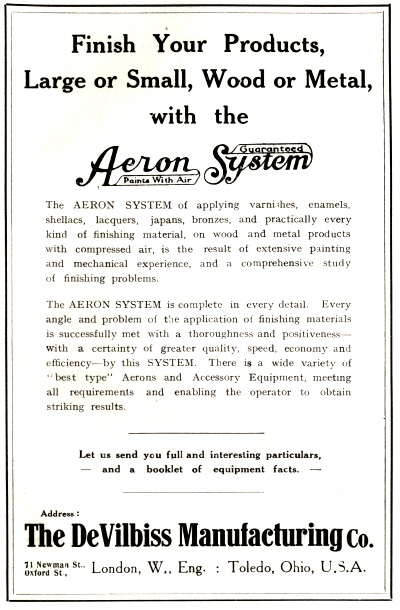 Finish Your Products,
Large or Small, Wood or Metal,
with the
Aeron System
Paints With Air
Guaranteed
The AERON SYSTEM of applying varnishes, enamels,
shellacs, lacquers, japans, bronzes, and practically every
kind of finishing material, on wood and metal products
with compressed air, is the result of extensive painting
and mechanical experience, and a comprehensive study
of finishing problems.
The AERON SYSTEM is complete in every detail. Every
angle and problem of the application of finishing materials
is successfully met with a thoroughness and positiveness—
with a certainty of greater quality, speed, economy and
efficiency—by this SYSTEM. There is a wide variety of
"best type" Aerons and Accessory Equipment, meeting
all requirements and enabling the operator to obtain
striking results.
Let us send you full and interesting particulars,
— and a booklet of equipment facts. —
Address :
The DeVilbiss Manufacturing Co.
71 Newman St.,
Oxford St.,
London, W., Eng. : Toledo, Ohio, U.S.A.